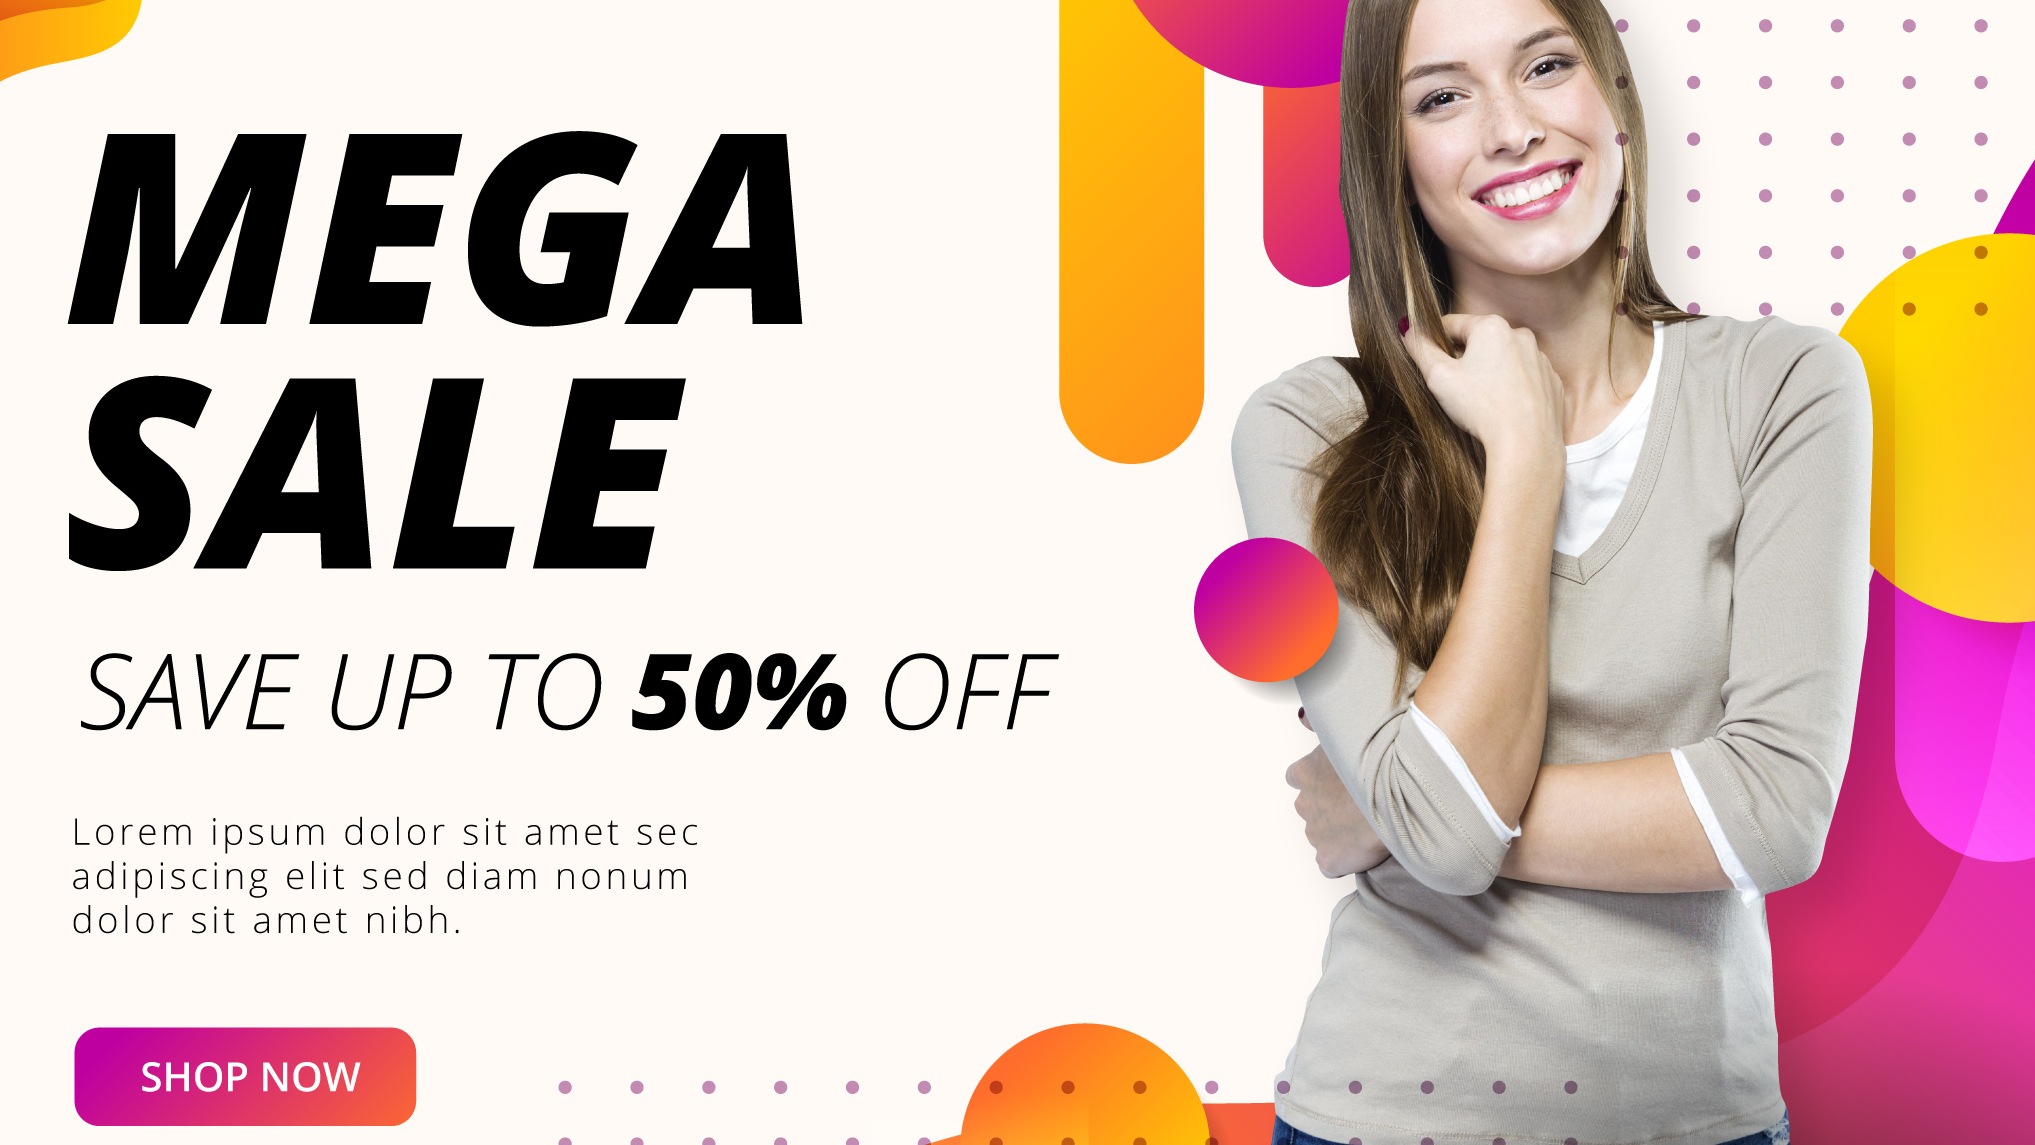 MEGA
SALE
SAVE UP TO 50% OFF
Lorem ipsum dolor sit amet sec
adipiscing elit sed diam nonum
dolor sit amet nibh.
SHOP NOW